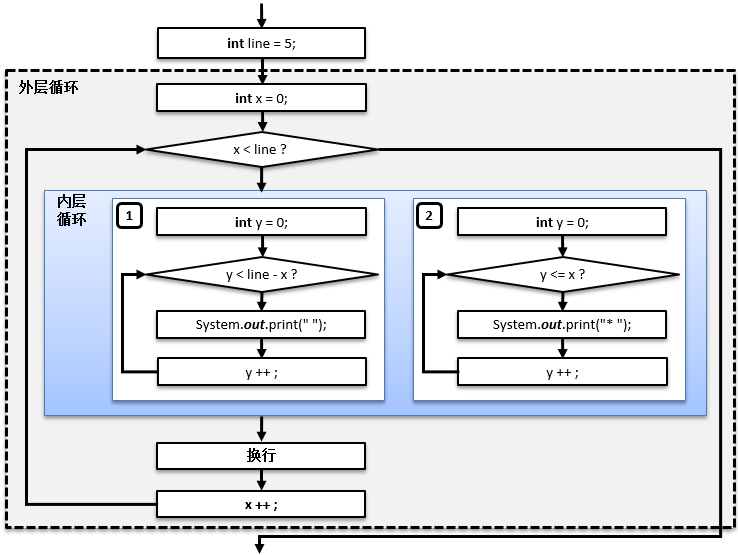 int line = 5;
外层循环
int x = 0;
x < line ?
内层
循环
1
int y = 0;
y < line - x ?
System.out.print(" ");
y ++ ;
2
int y = 0;
y <= x ?
System.out.print("* ");
y ++ ;
换行
x ++ ;